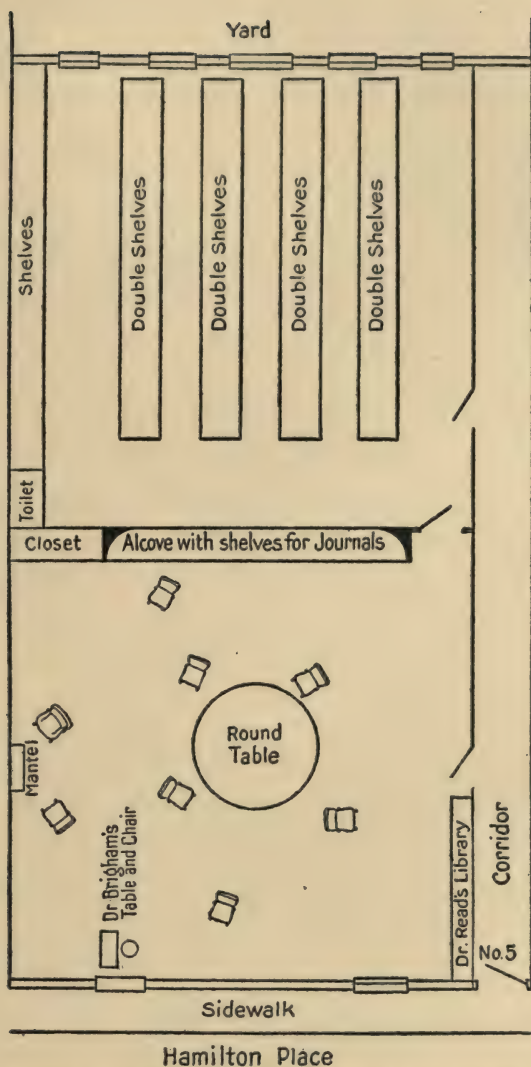 Yard
Shelves
Double Shelves
Double Shelves
Double Shelves
Double Shelves
Toilet
Closet
Alcove with shelves for Journals
Round
Table
Mantel
Dr. Brigham's
Table and Chair
Dr. Read's Library
Corridor
No. 5
Sidewalk
Hamilton Place